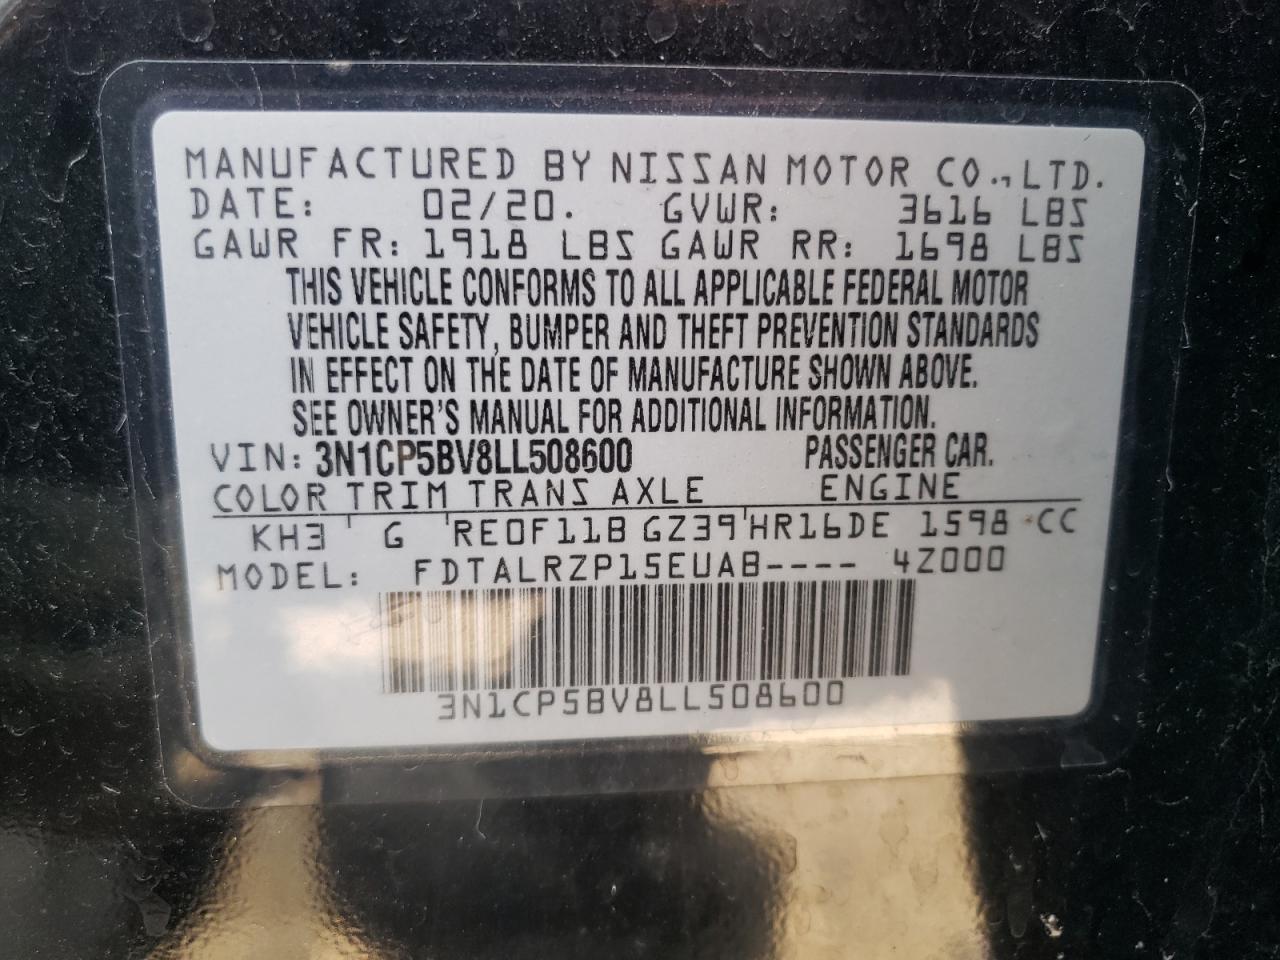 MANUFACTURED BY NISSAN MOTOR CO., LTD.
DATE: 02/20. GVWR: 3616 LBS
GAWR FR: 1918 LBS GAWR RR: 1698 LBS
THIS VEHICLE CONFORMS TO ALL APPLICABLE FEDERAL MOTOR
VEHICLE SAFETY, BUMPER AND THEFT PREVENTION STANDARDS
IN EFFECT ON THE DATE OF MANUFACTURE SHOWN ABOVE.
SEE OWNER'S MANUAL FOR ADDITIONAL INFORMATION.
VIN: 3N1CP5BV8LL508600 PASSENGER CAR.
COLOR TRIM TRANS AXLE ENGINE
KH3 ' G ' RE0F11B GZ39 ' HR16DE 1598 CC
MODEL: FDTALRZP15EUAB---- 4Z000
3N1CP5BV8LL508600